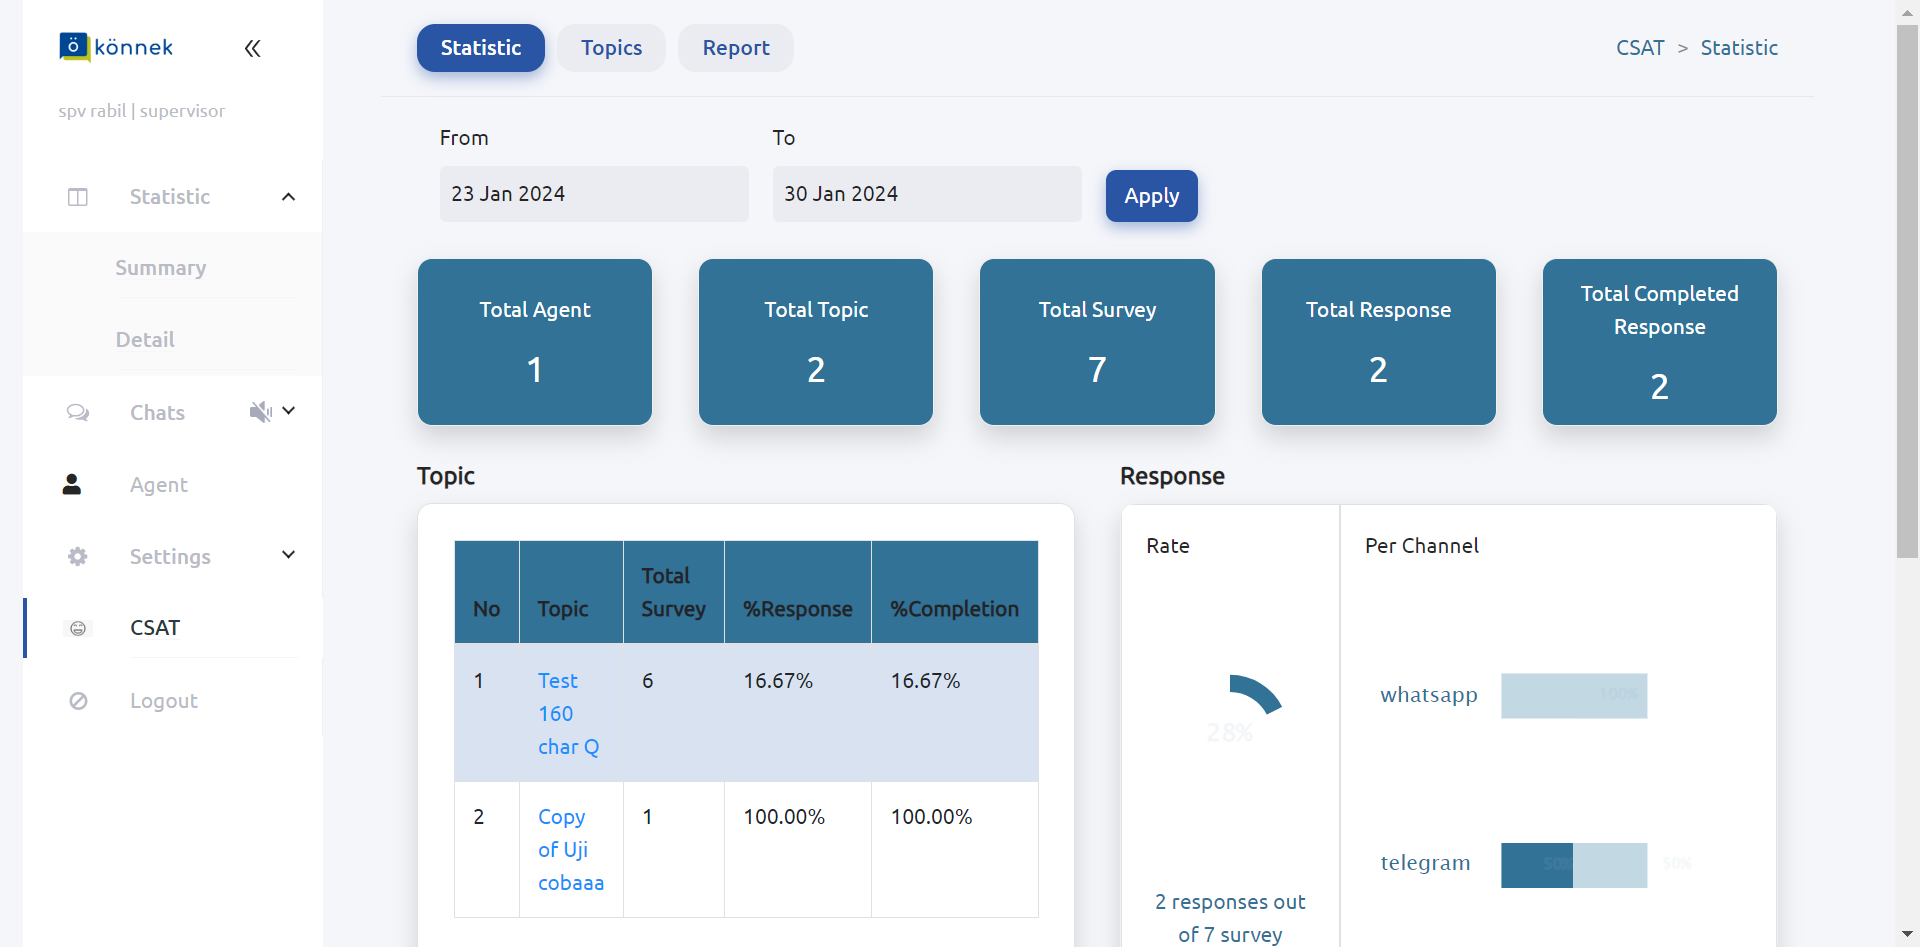 ö könnek
spv rabil | supervisor
Statistic
Summary
Detail
Chats
Agent
Settings
CSAT
Logout
Statistic Topics Report
CSAT > Statistic
From To
23 Jan 2024 30 Jan 2024 Apply
Total Agent
1
Total Topic
2
Total Survey
7
Total Response
2
Total Completed
Response
2
Topic
No Topic Total Survey %Response %Completion
1 Test 160 char Q 6 16.67% 16.67%
2 Copy of Uji cobaaa 1 100.00% 100.00%
Response
Rate
28%
2 responses out
of 7 survey
Per Channel
whatsapp 100%
telegram 50% 50%